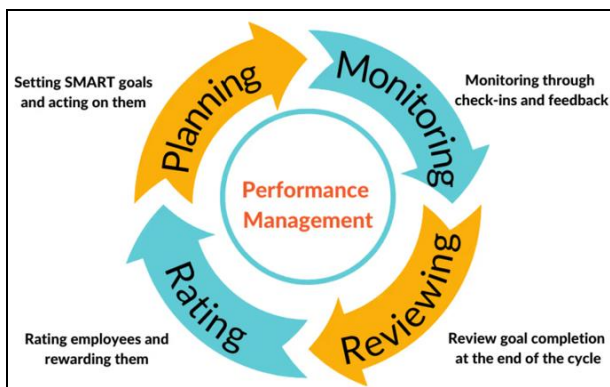 Setting SMART goals
and acting on them
Planning
Monitoring
Monitoring through
check-ins and feedback
Performance
Management
Rating
Reviewing
Rating employees and
rewarding them
Review goal completion
at the end of the cycle